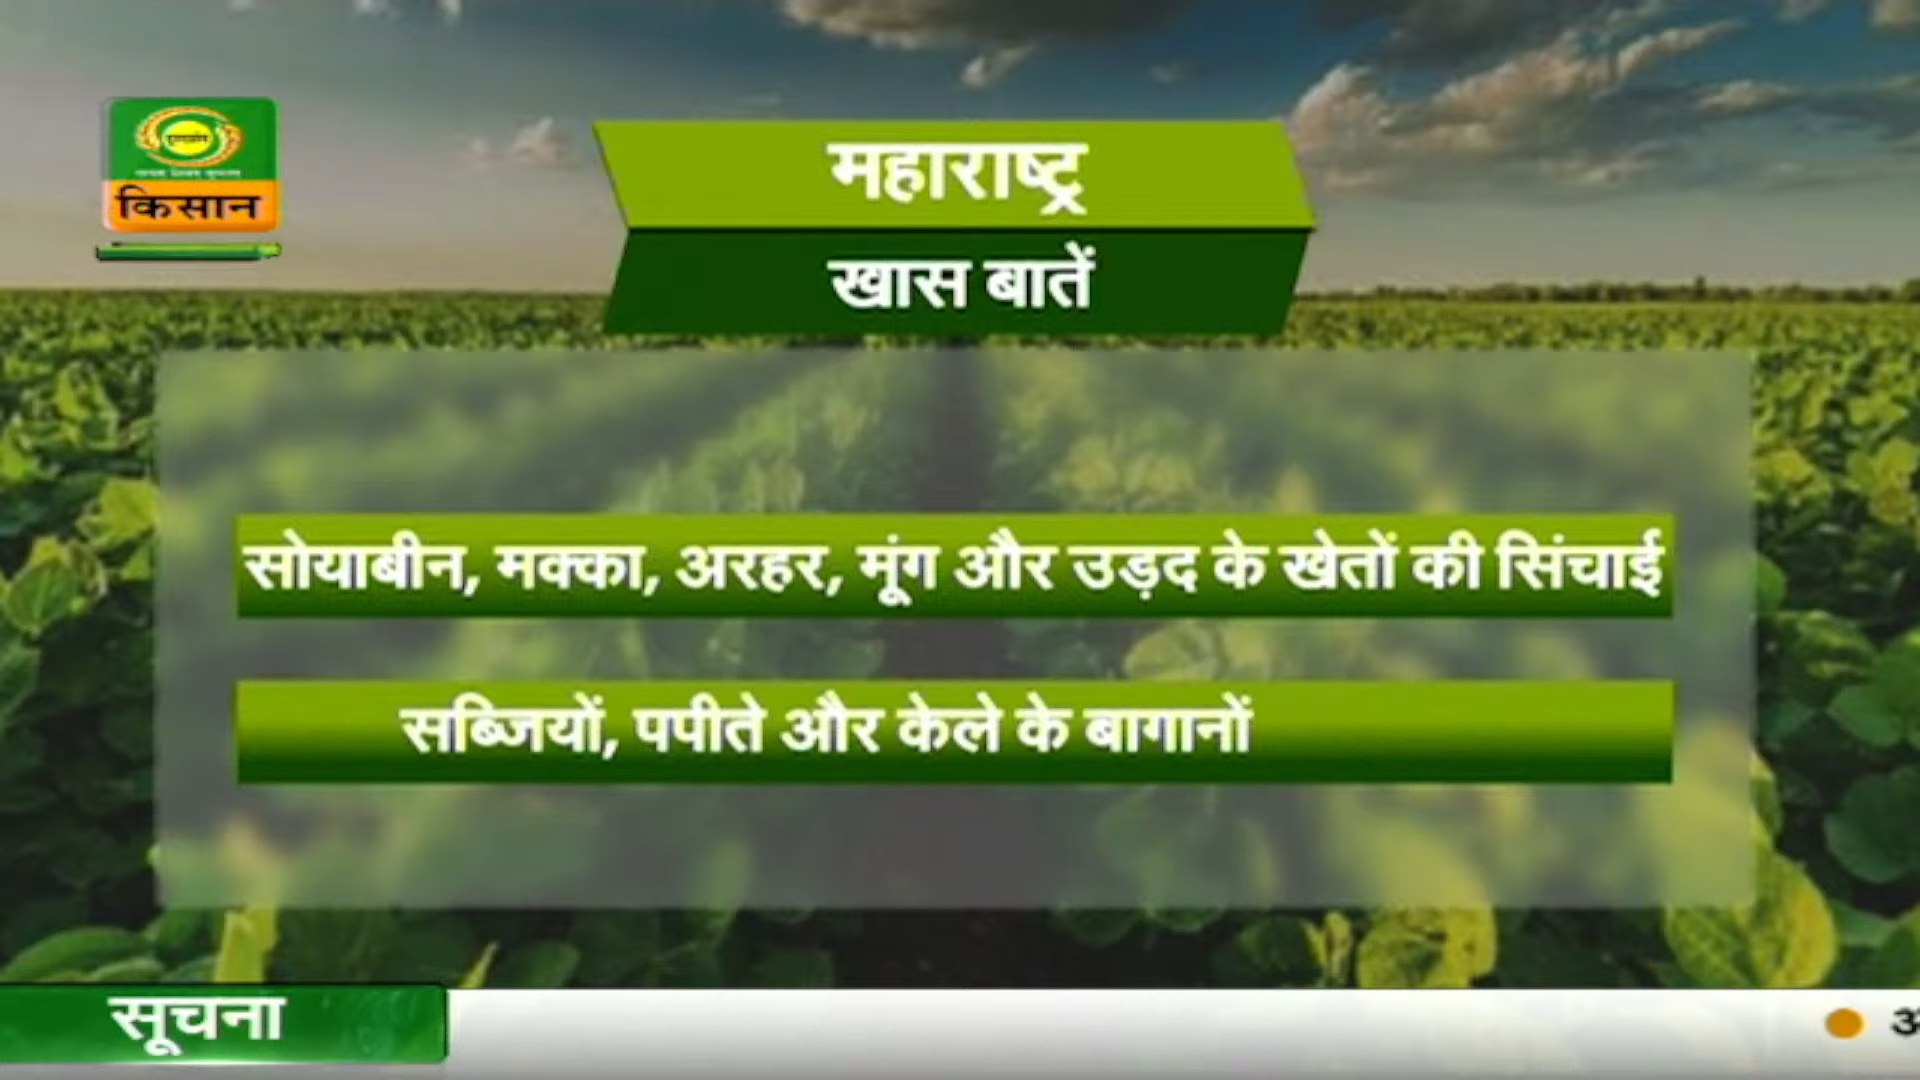 किसान
महाराष्ट्र
खास बातें
सोयाबीन, मक्का, अरहर, मूंग और उड़द के खेतों की सिंचाई
सब्जियों, पपीते और केले के बागानों
सूचना